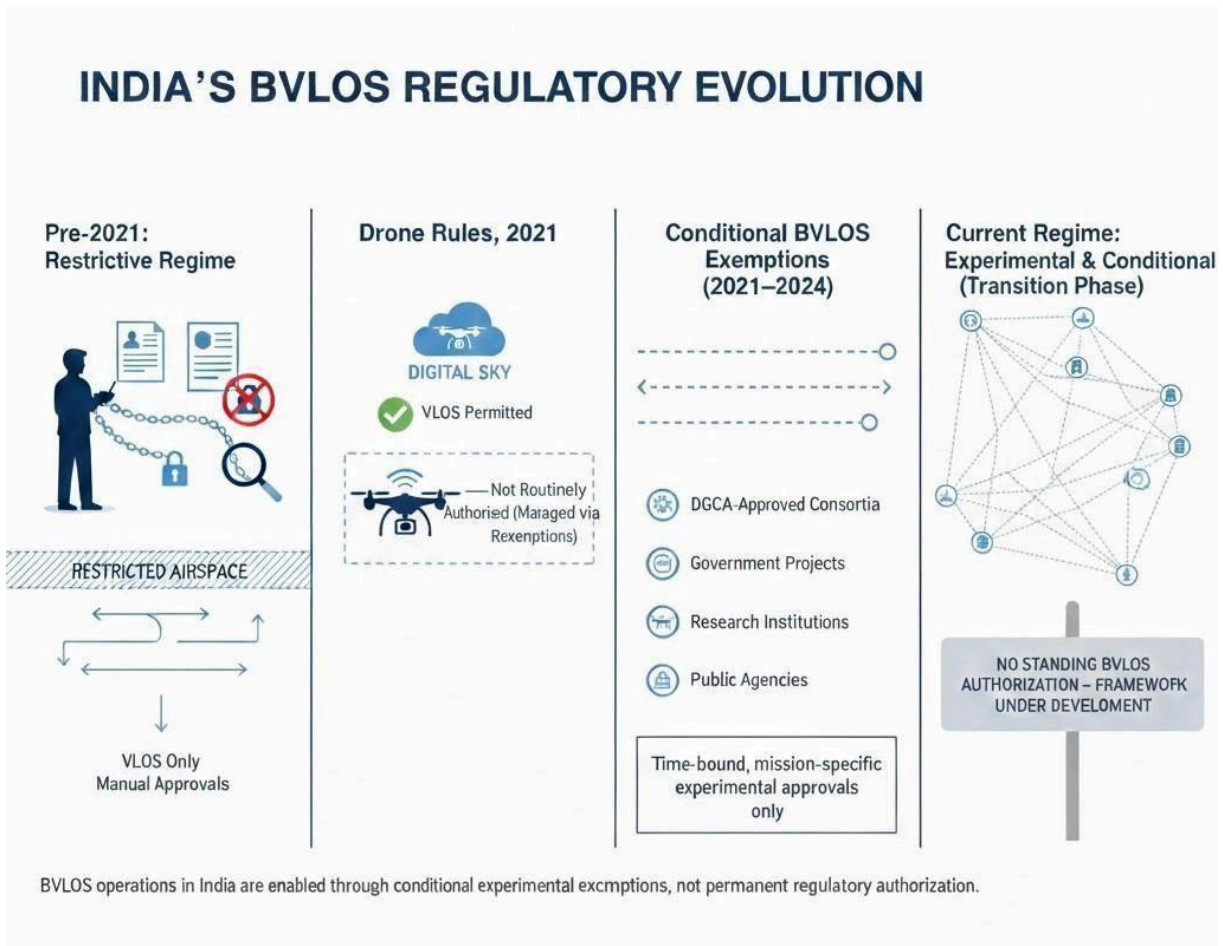 INDIA'S BVLOS REGULATORY EVOLUTION
Pre-2021:
Restrictive Regime
RESTRICTED AIRSPACE
VLOS Only
Manual Approvals
Drone Rules, 2021
DIGITAL SKY
VLOS Permitted
Not Routinely
Authorised (Managed via
Rexenptions)
Conditional BVLOS
Exemptions
(2021–2024)
DGCA-Approved Consortia
Government Projects
Research Institutions
Public Agencies
Time-bound, mission-specific
experimental approvals
only
Current Regime:
Experimental & Conditional
(Transition Phase)
NO STANDING BVLOS
AUTHORIZATION – FRAMEWOFK
UNDER DEVELOMENT
BVLOS operations in India are enabled through conditional experimental excmptions, not permanent regulatory authorization.